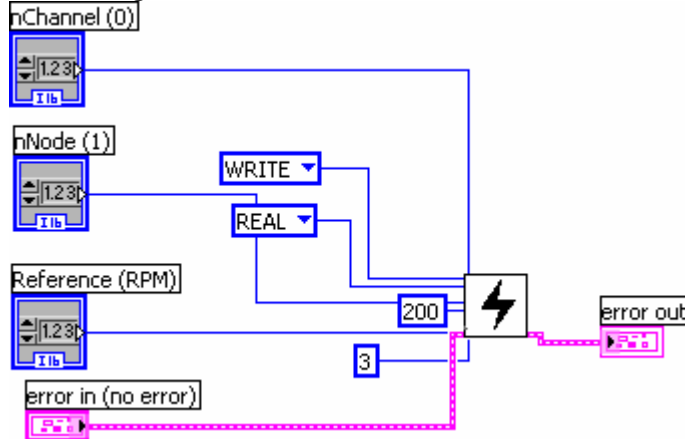 nChannel (0)
1.23
I16
nNode (1)
1.23
I16
WRITE
REAL
Reference (RPM)
1.23
I16
200
error out
3
error in (no error)